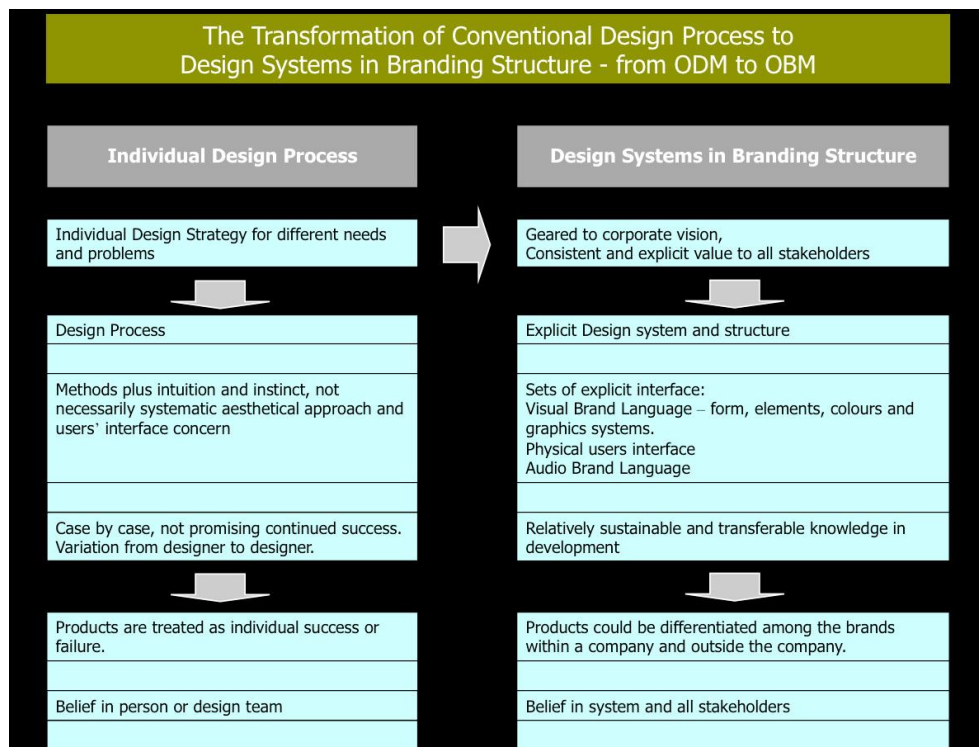 The Transformation of Conventional Design Process to
Design Systems in Branding Structure - from ODM to OBM
Individual Design Process
Individual Design Strategy for different needs
and problems
Design Process
Methods plus intuition and instinct, not
necessarily systematic aesthetical approach and
users' interface concern
Case by case, not promising continued success.
Variation from designer to designer.
Products are treated as individual success or
failure.
Belief in person or design team
Design Systems in Branding Structure
Geared to corporate vision,
Consistent and explicit value to all stakeholders
Explicit Design system and structure
Sets of explicit interface:
Visual Brand Language – form, elements, colours and
graphics systems.
Physical users interface
Audio Brand Language
Relatively sustainable and transferable knowledge in
development
Products could be differentiated among the brands
within a company and outside the company.
Belief in system and all stakeholders